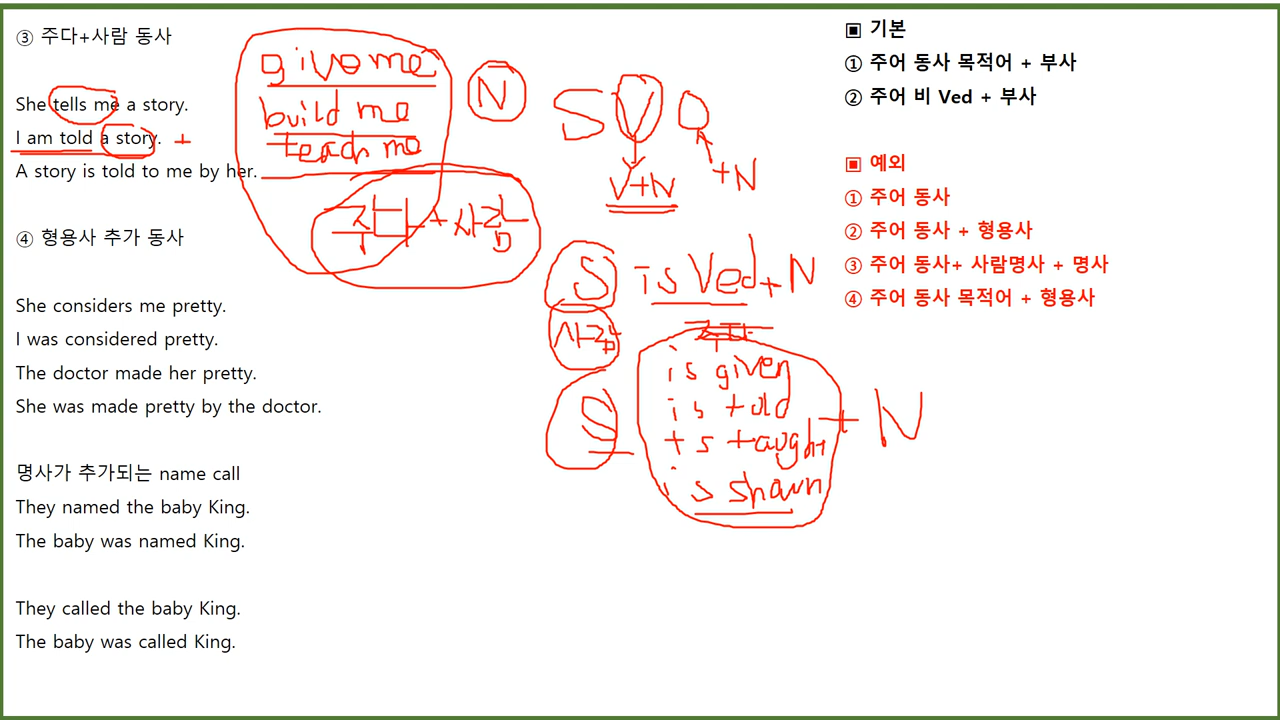 ③ 주다+사람 동사
She tells me a story.
I am told a story. +
A story is told to me by her.
④ 형용사 추가 동사
She considers me pretty.
I was considered pretty.
The doctor made her pretty.
She was made pretty by the doctor.
명사가 추가되는 name call
They named the baby King.
The baby was named King.
They called the baby King.
The baby was called King.
give me
build me
teach me
N
주다+사람
S V O
V+N
+N
S is Ved+N
사람
is given
is told
is taught
is shown
S
+ N
▣ 기본
① 주어 동사 목적어 + 부사
② 주어 비 Ved + 부사
▣ 예외
① 주어 동사
② 주어 동사 + 형용사
③ 주어 동사+ 사람명사 + 명사
④ 주어 동사 목적어 + 형용사